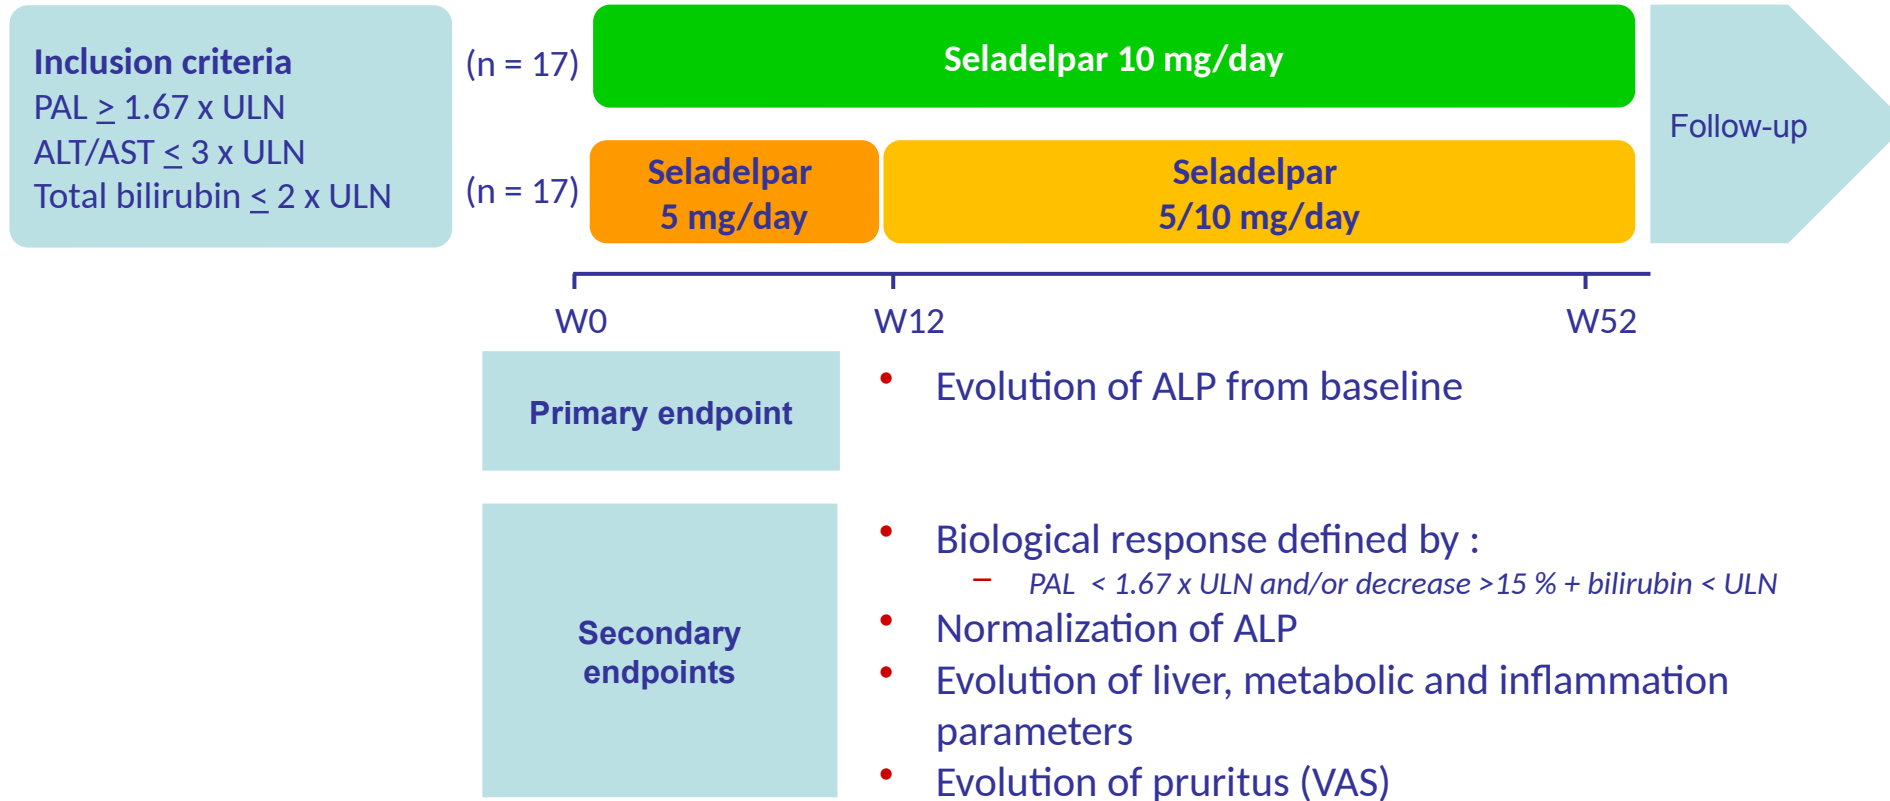 Inclusion criteria
PAL ≥ 1.67 x ULN
ALT/AST ≤ 3 x ULN
Total bilirubin ≤ 2 x ULN
(n = 17)
Seladelpar 10 mg/day
(n = 17)
Seladelpar
5 mg/day
Seladelpar
5/10 mg/day
Follow-up
W0
W12
W52
Primary endpoint
• Evolution of ALP from baseline
Secondary
endpoints
• Biological response defined by :
– PAL < 1.67 x ULN and/or decrease >15 % + bilirubin < ULN
• Normalization of ALP
• Evolution of liver, metabolic and inflammation
parameters
• Evolution of pruritus (VAS)